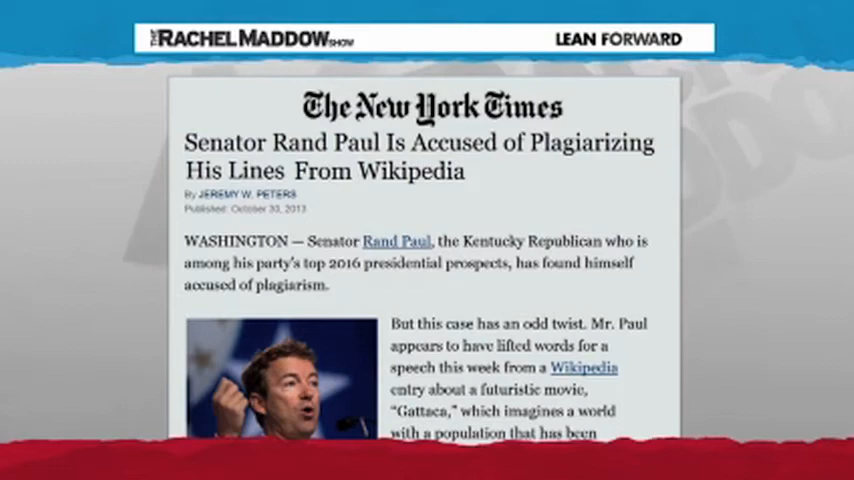 THE RACHEL MADDOW SHOW
LEAN FORWARD
The New York Times
Senator Rand Paul Is Accused of Plagiarizing
His Lines From Wikipedia
By JEREMY W. PETERS
Published: October 30, 2013
WASHINGTON — Senator Rand Paul, the Kentucky Republican who is
among his party's top 2016 presidential prospects, has found himself
accused of plagiarism.
But this case has an odd twist. Mr. Paul
appears to have lifted words for a
speech this week from a Wikipedia
entry about a futuristic movie,
“Gattaca,” which imagines a world
with a population that has been